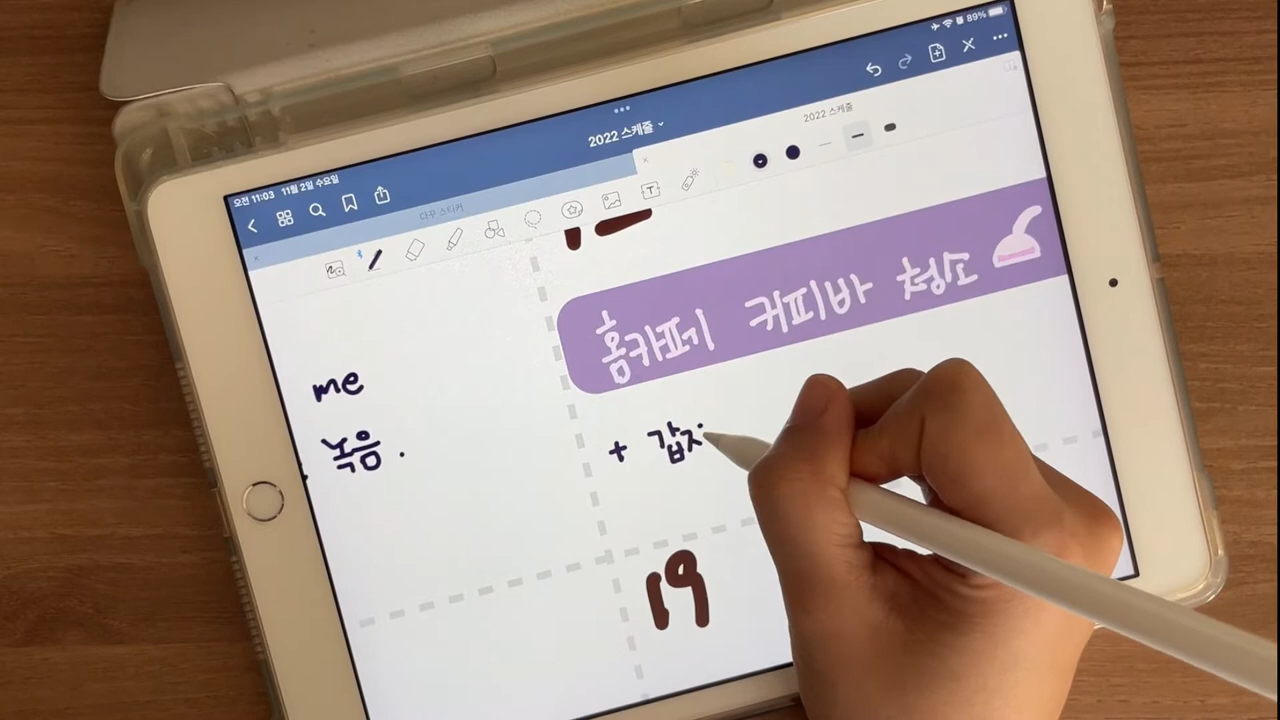 오전 11:03 11월 2일 수요일
89%
2022 스케줄
다꾸 스티커
2022 스케줄
홈카페 커피바 청소
me
볶음.
+ 갑자
19